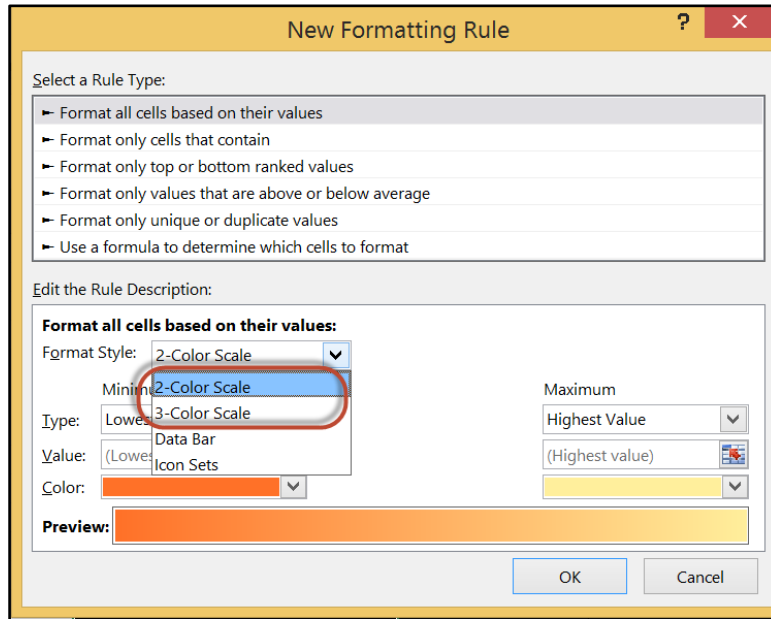 New Formatting Rule
?
Select a Rule Type:
► Format all cells based on their values
► Format only cells that contain
► Format only top or bottom ranked values
► Format only values that are above or below average
► Format only unique or duplicate values
► Use a formula to determine which cells to format
Edit the Rule Description:
Format all cells based on their values:
Format Style: 2-Color Scale
2-Color Scale
3-Color Scale
Data Bar
Icon Sets
Maximum
Type: Highest Value
Value: (Highest value)
Color:
Preview:
OK Cancel